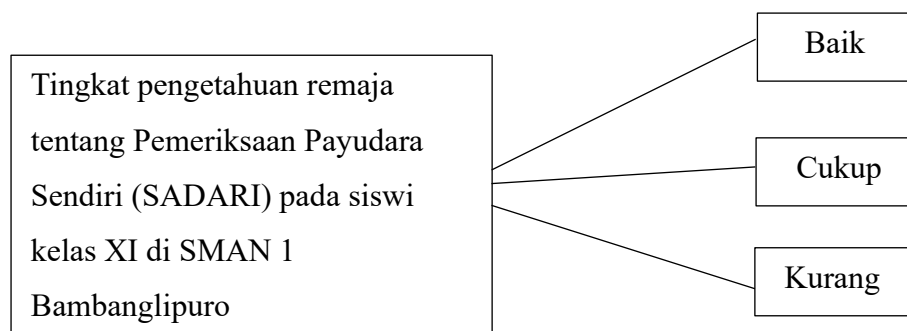 Tingkat pengetahuan remaja
tentang Pemeriksaan Payudara
Sendiri (SADARI) pada siswi
kelas XI di SMAN 1
Bambanglipuro
Baik
Cukup
Kurang